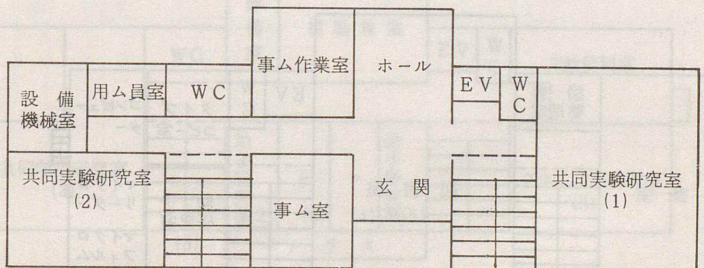 事ム作業室
ホール
設備
機械室
用ム員室
WC
EV
WC
共同実験研究室
(2)
事ム室
玄関
共同実験研究室
(1)